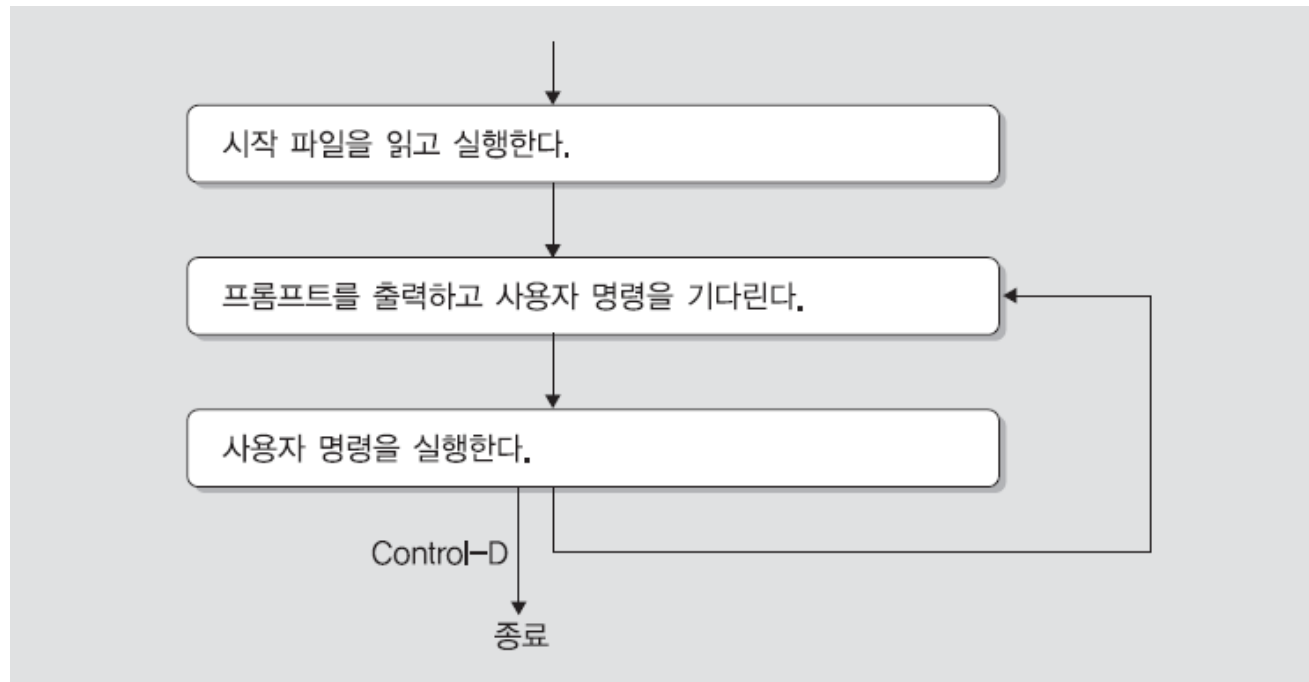 시작 파일을 읽고 실행한다.
프롬프트를 출력하고 사용자 명령을 기다린다.
사용자 명령을 실행한다.
Control-D
종료